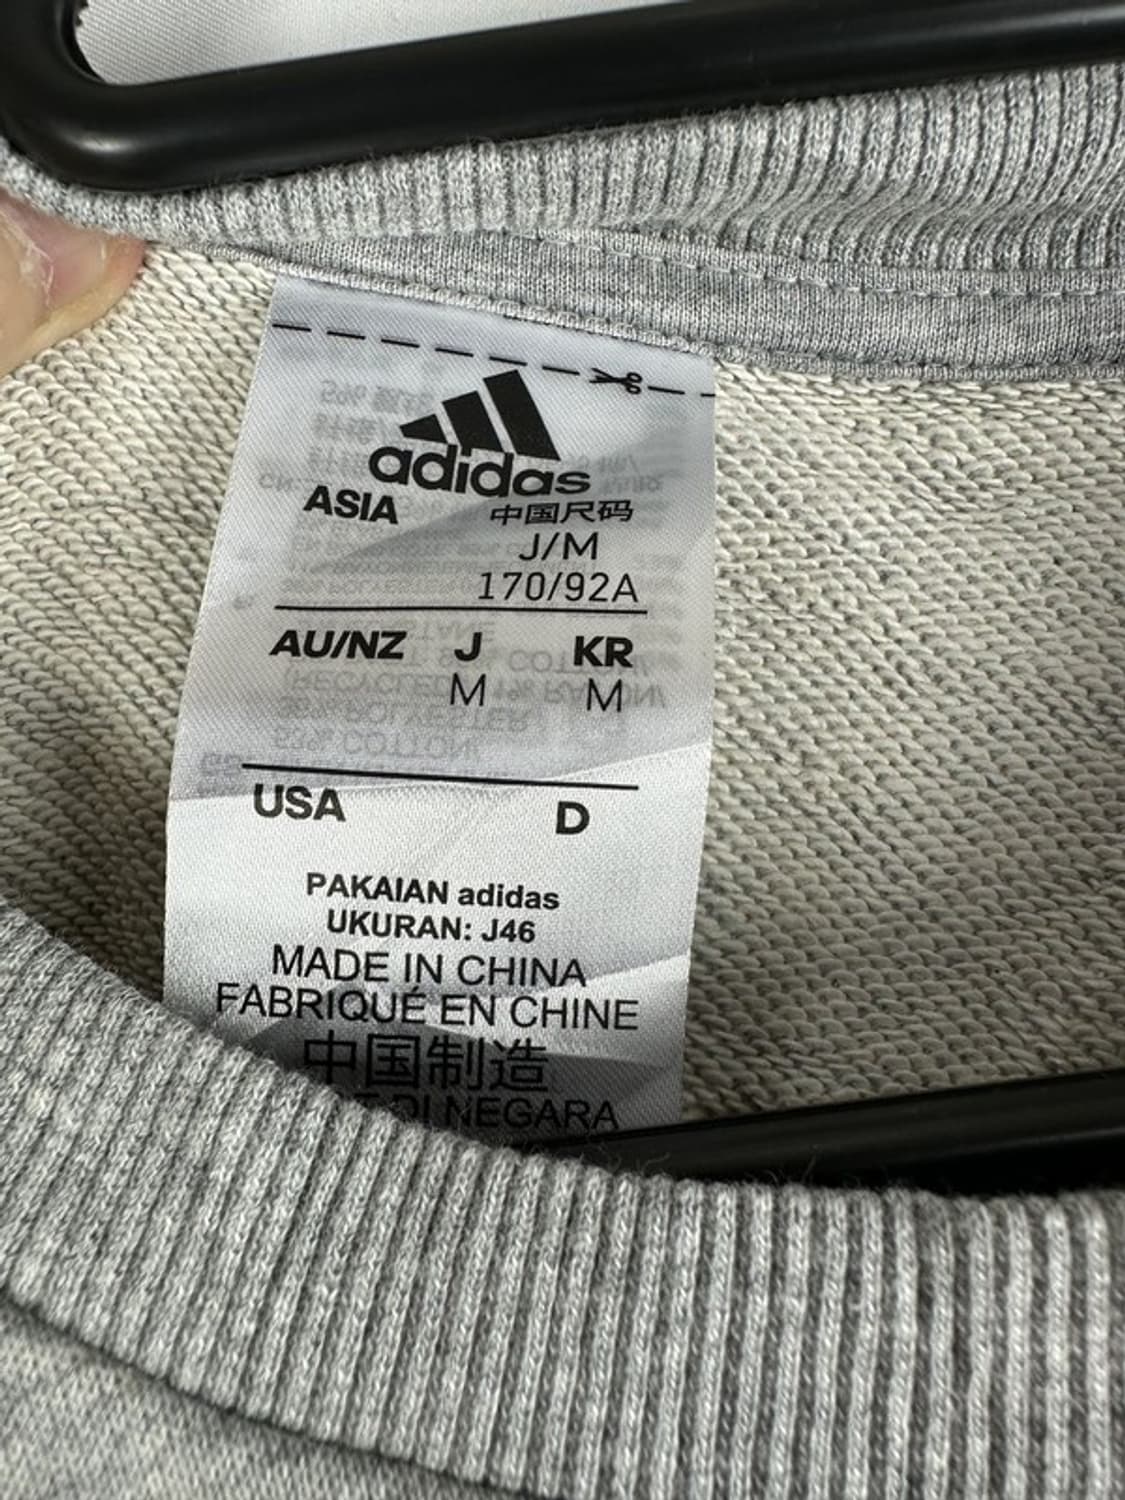 adidas
ASIA 中国尺码
J/M
170/92A
AU/NZ J KR
M M
USA D
PAKAIAN adidas
UKURAN: J46
MADE IN CHINA
FABRIQUÉ EN CHINE
中国制造
DI NEGARA